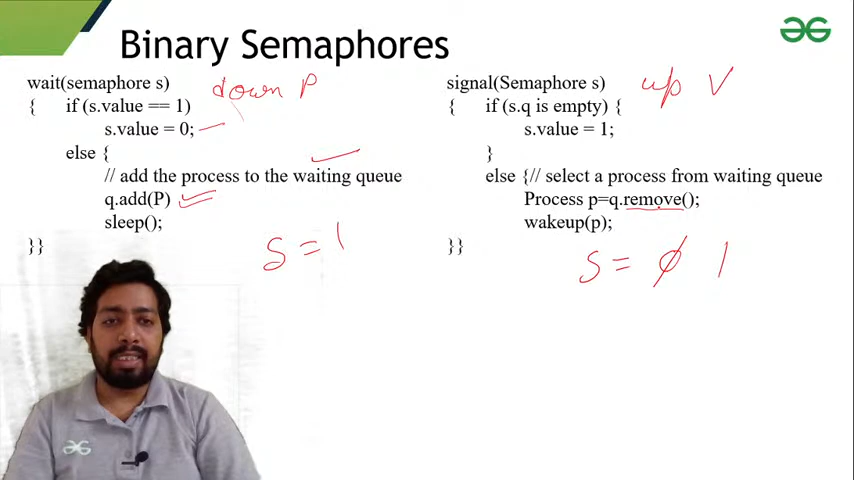 Binary Semaphores
wait(semaphore s) down P
{ if (s.value == 1)
s.value = 0;
else {
// add the process to the waiting queue
q.add(P)
sleep();
}}
S = 1
signal(Semaphore s) up V
{ if (s.q is empty) {
s.value = 1;
}
else {// select a process from waiting queue
Process p=q.remove();
wakeup(p);
}}
S = 0 1